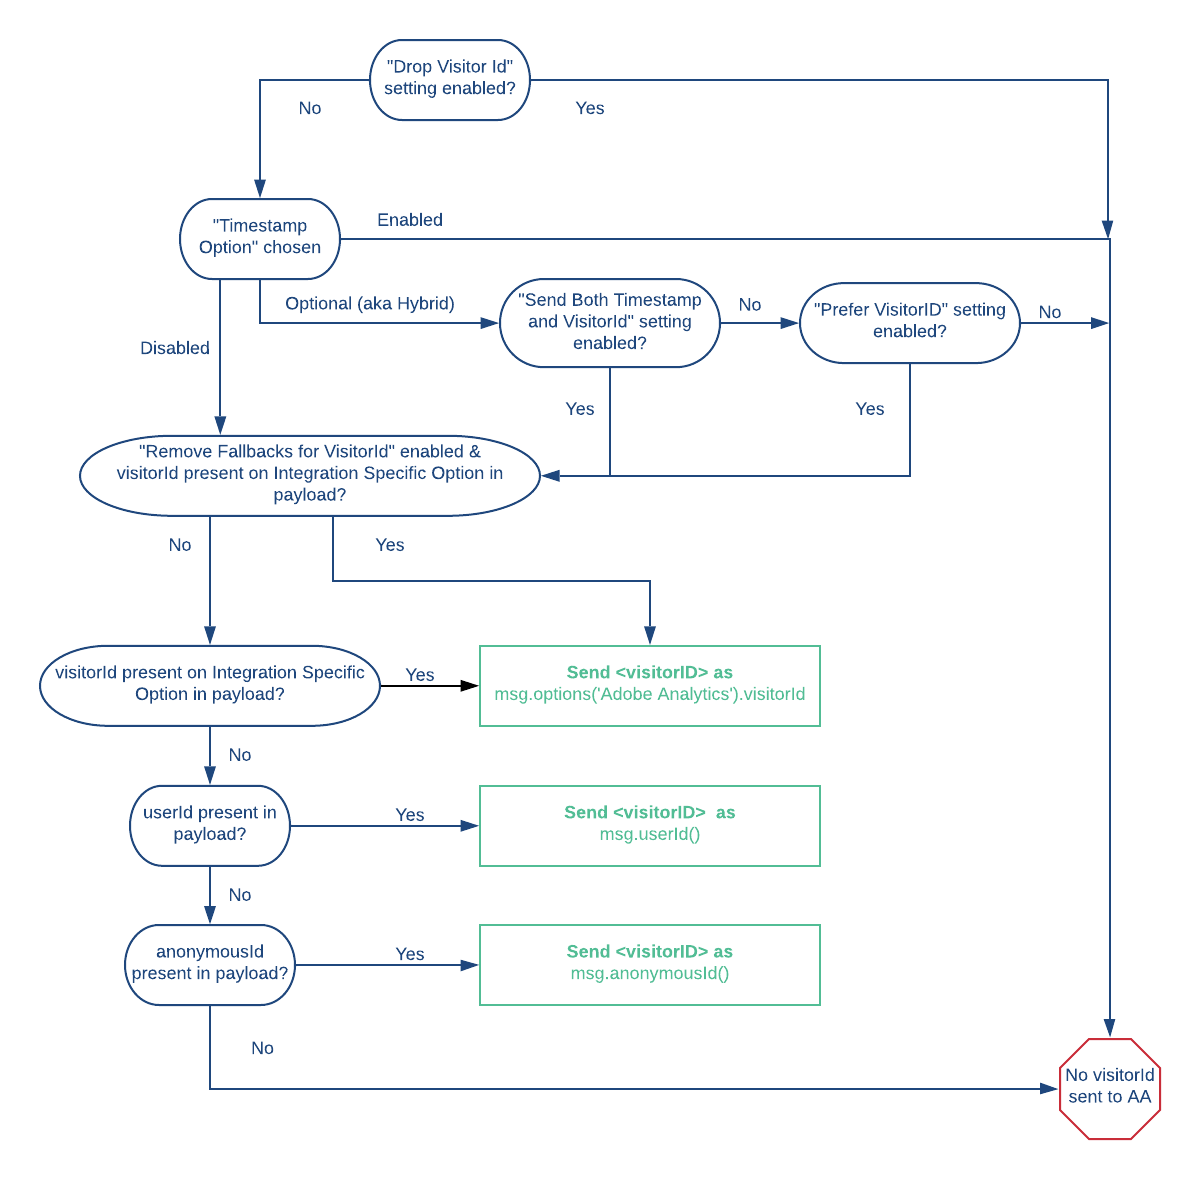 "Drop Visitor Id"
setting enabled?
No
Yes
"Timestamp
Option" chosen
Enabled
Optional (aka Hybrid)
"Send Both Timestamp
and VisitorId" setting
enabled?
No
"Prefer VisitorID" setting
enabled?
No
Disabled
Yes
Yes
"Remove Fallbacks for VisitorId" enabled &
visitorId present on Integration Specific Option in
payload?
No
Yes
visitorId present on Integration Specific
Option in payload?
Yes
Send <visitorID> as
msg.options('Adobe Analytics').visitorId
No
userId present in
payload?
Yes
Send <visitorID>  as
msg.userId()
No
anonymousId
present in payload?
Yes
Send <visitorID> as
msg.anonymousId()
No
No visitorId
sent to AA